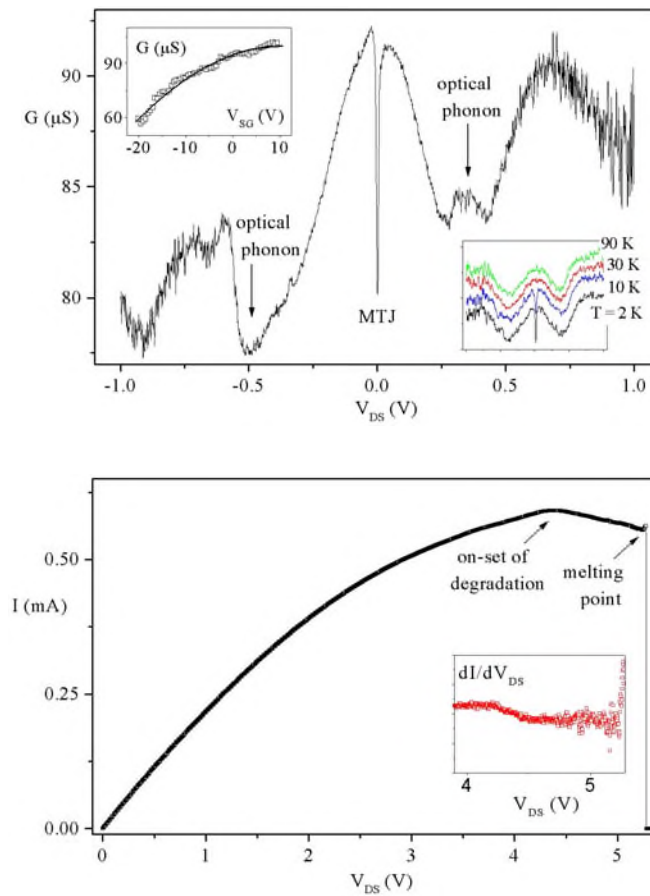 G (μS)
100
90
60
V_SG (V)
-20
-10
0
10
optical
phonon
G (μS)
85
optical
phonon
80
MTJ
90 K
30 K
10 K
T = 2 K
-1.0
-0.5
0.0
0.5
1.0
V_DS (V)
0.50
on-set of
degradation
melting
point
I (mA)
0.25
dI/dV_DS
4
5
V_DS (V)
0.00
0
1
2
3
4
5
V_DS (V)